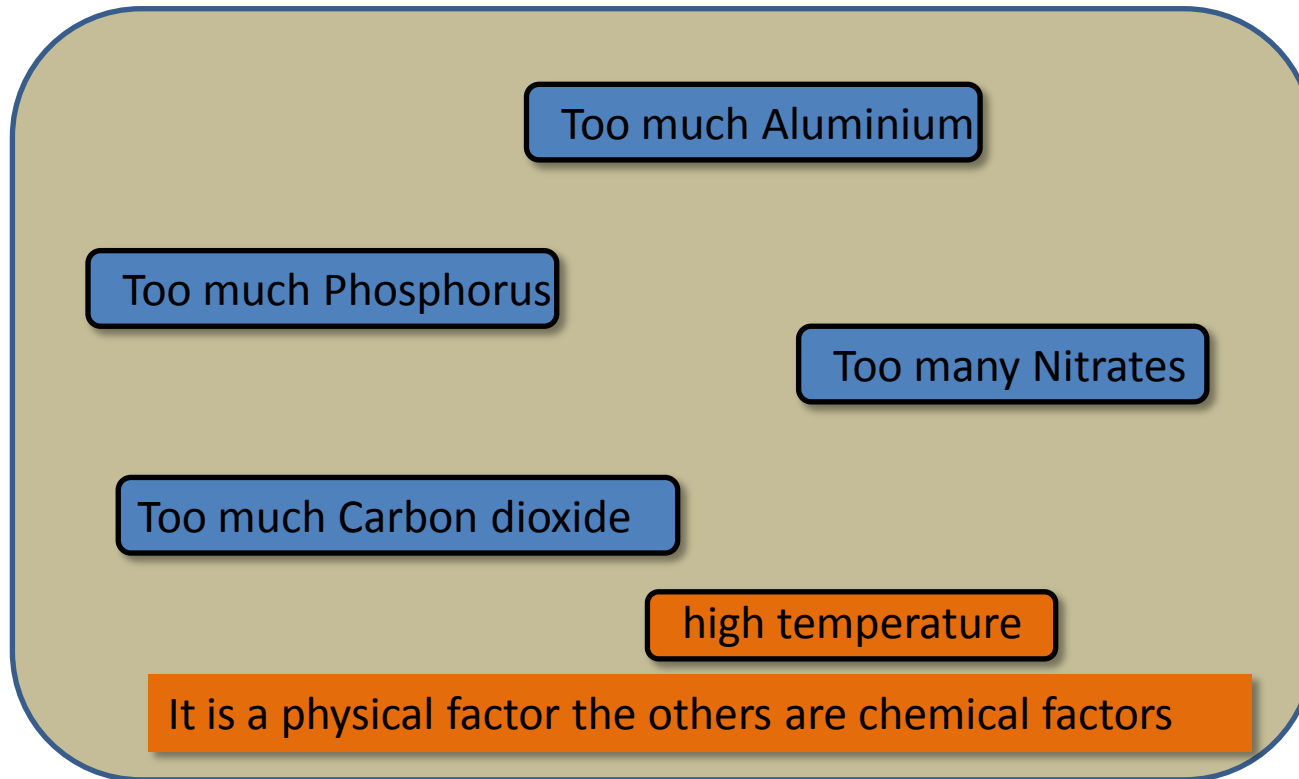 Too much Aluminium
Too much Phosphorus
Too many Nitrates
Too much Carbon dioxide
high temperature
It is a physical factor the others are chemical factors